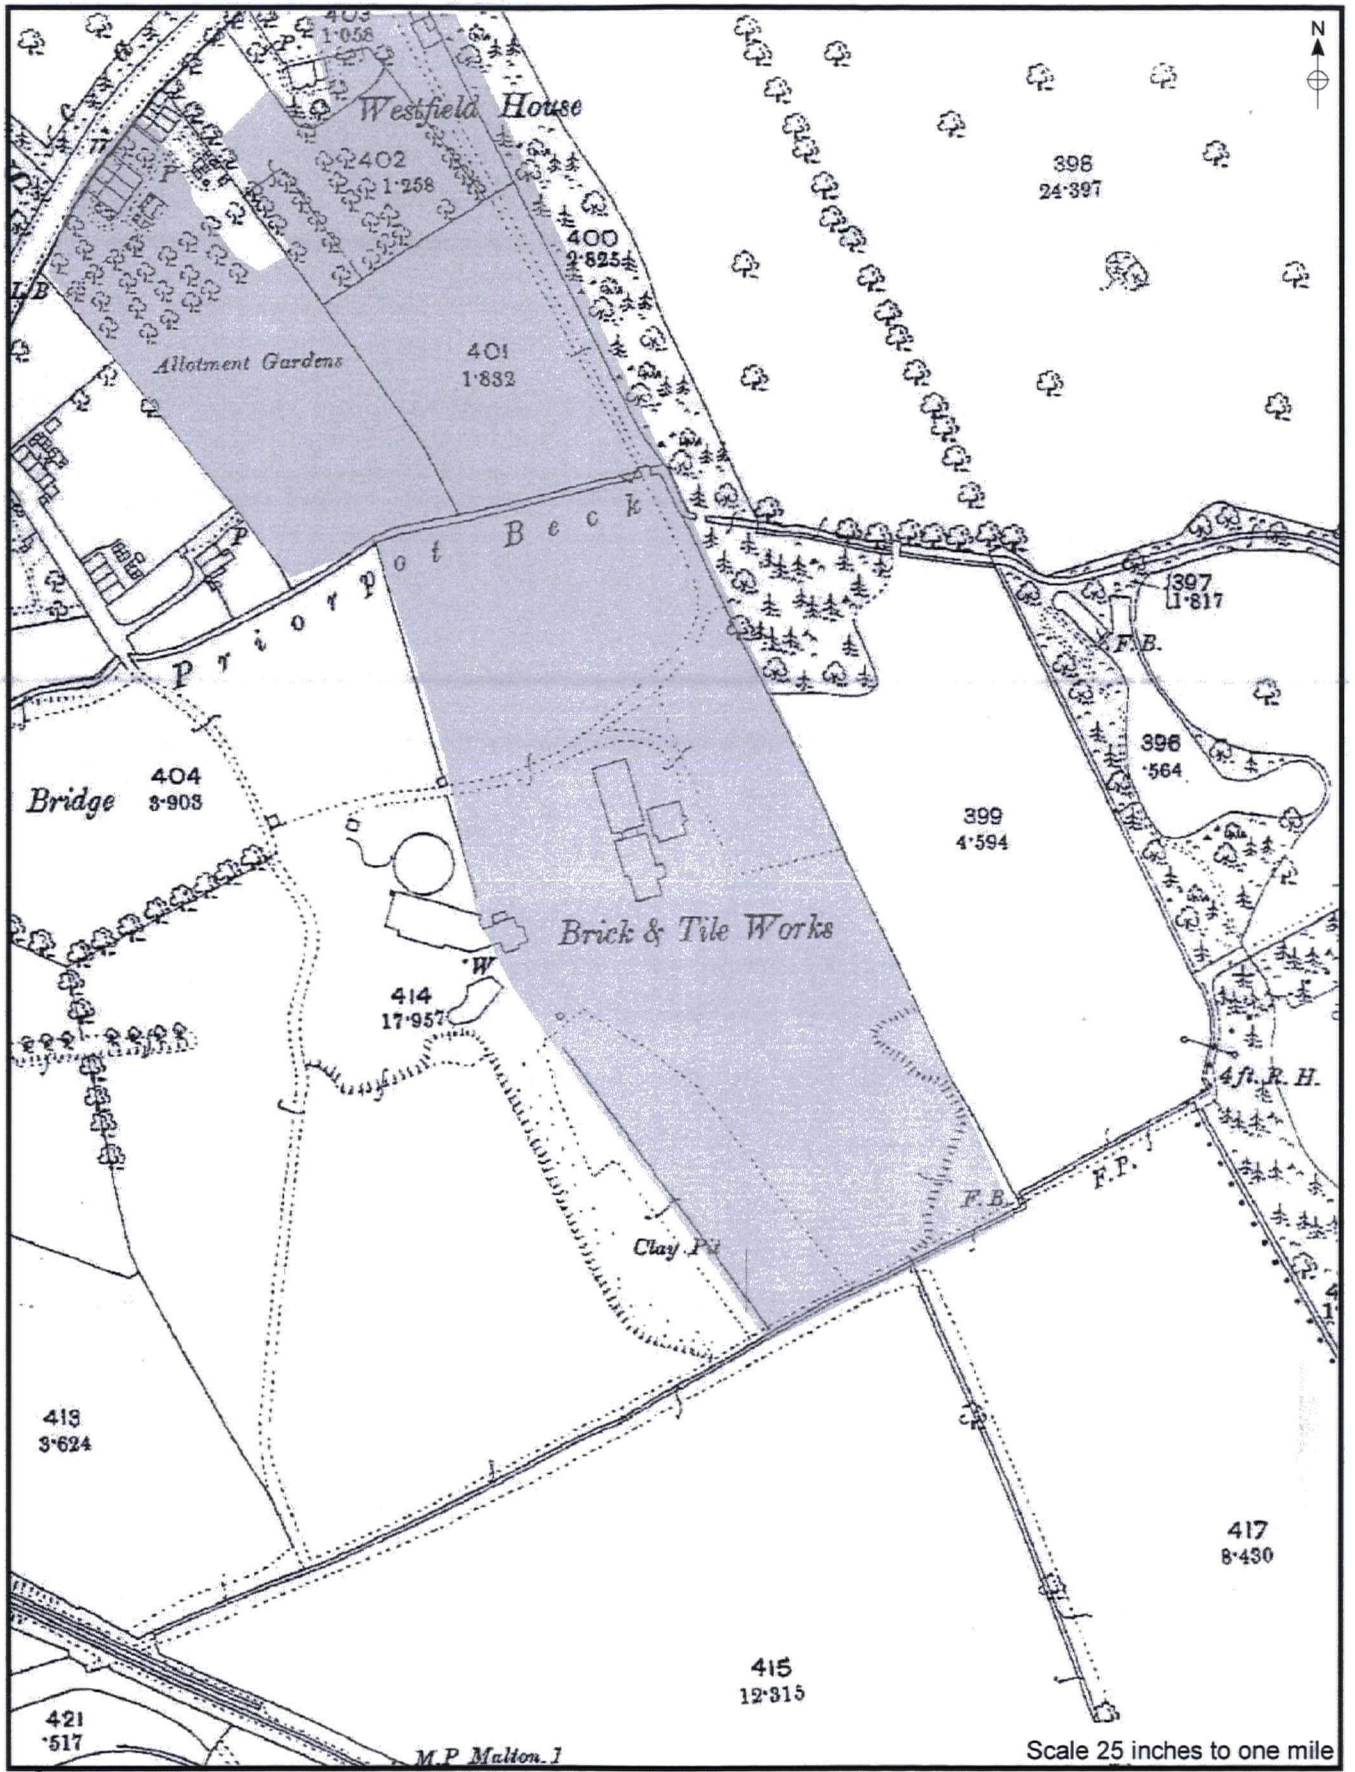 N
403
1·058
P.
Westfield House
P
402
1·258
398
24·397
400
2·825
L B
Allotment Gardens
401
1·832
P
Priorpot Beck
397
1·817
F. B.
396
·564
Bridge
404
3·903
399
4·594
Brick & Tile Works
W
414
17·957
4 ft. R. H.
F. P.
F. B.
Clay Pit
413
3·624
417
8·430
415
12·315
421
·517
M.P Malton. 1
Scale 25 inches to one mile